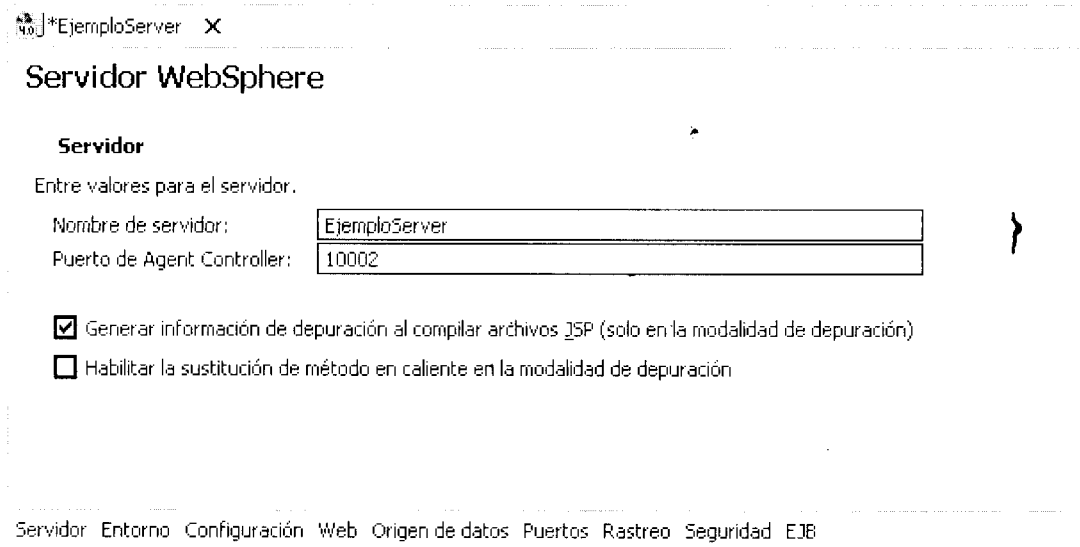 4.0 *EjemploServer X
Servidor WebSphere
Servidor
Entre valores para el servidor.
Nombre de servidor: EjemploServer
Puerto de Agent Controller: 10002
Generar información de depuración al compilar archivos JSP (solo en la modalidad de depuración)
Habilitar la sustitución de método en caliente en la modalidad de depuración
Servidor Entorno Configuración Web Origen de datos Puertos Rastreo Seguridad EJB